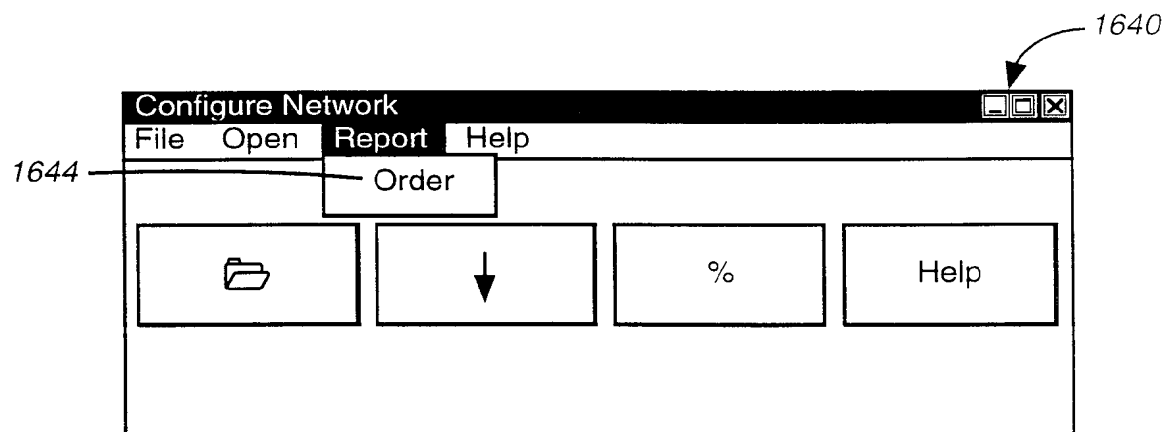 1640
Configure Network
File Open Report Help
1644 Order
% Help